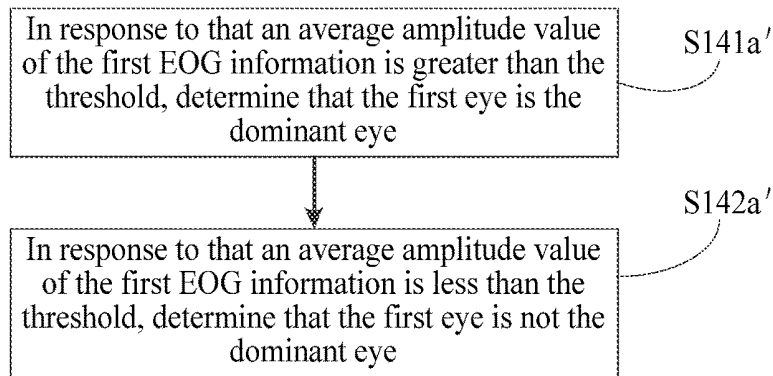 In response to that an average amplitude value
of the first EOG information is greater than the
threshold, determine that the first eye is the
dominant eye
S141a′
In response to that an average amplitude value
of the first EOG information is less than the
threshold, determine that the first eye is not the
dominant eye
S142a′